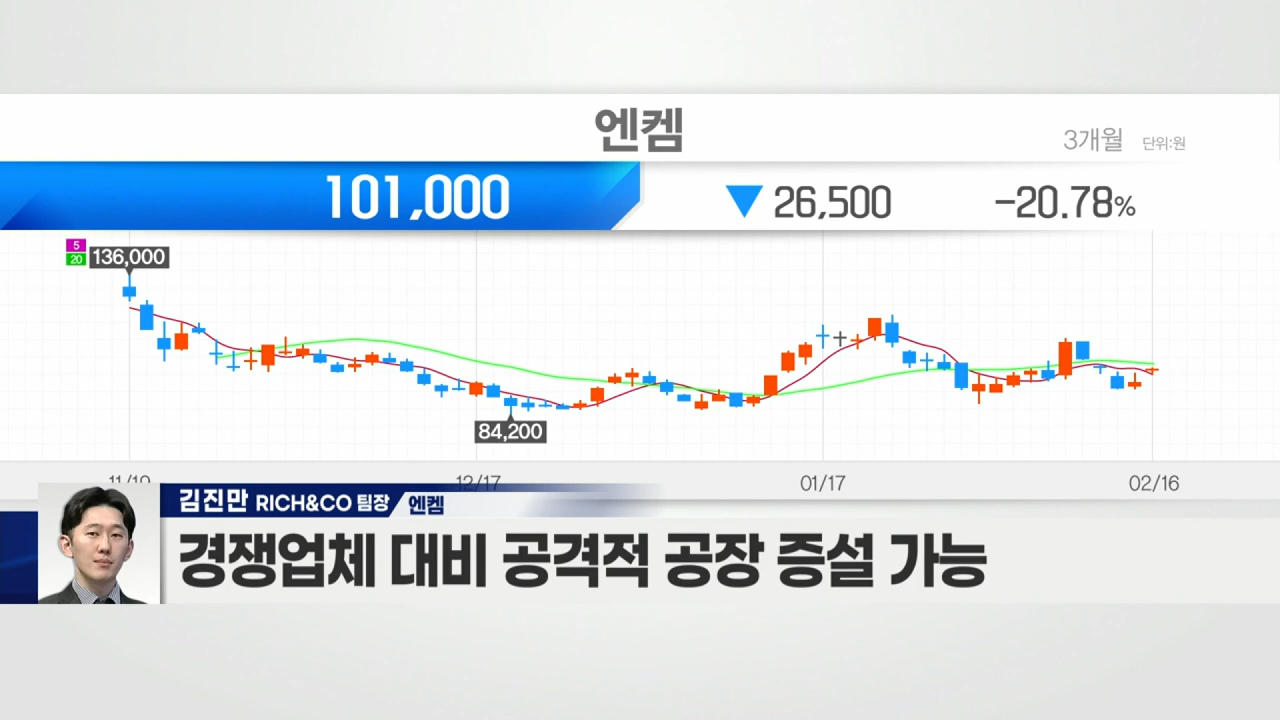 엔켐
3개월 단위:원
101,000 ▼26,500 -20.78%
5
20
136,000
84,200
11/19 12/17 01/17 02/16
김진만 RICH&CO 팀장 엔켐
경쟁업체 대비 공격적 공장 증설 가능